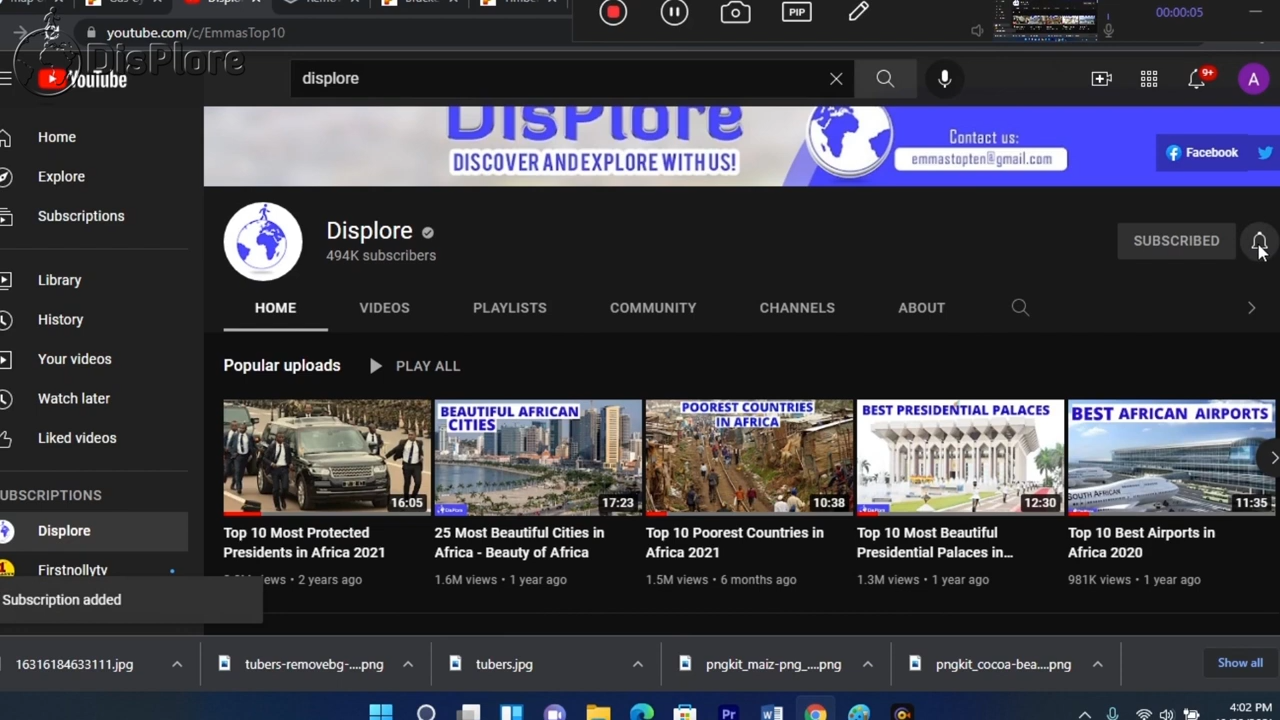 00:00:05
PIP
youtube.com/c/EmmasTop10
DisPlore
YouTube
displore
9+
A
DisPlore
DISCOVER AND EXPLORE WITH US!
Contact us:
emmastopten@gmail.com
Facebook
Home
Explore
Subscriptions
Library
History
Your videos
Watch later
Liked videos
UBSCRIPTIONS
Displore
Firstnollytv
Subscription added
Displore
494K subscribers
SUBSCRIBED
HOME
VIDEOS
PLAYLISTS
COMMUNITY
CHANNELS
ABOUT
Popular uploads
PLAY ALL
16:05
Top 10 Most Protected
Presidents in Africa 2021
2 years ago
BEAUTIFUL AFRICAN
CITIES
17:23
25 Most Beautiful Cities in
Africa - Beauty of Africa
1.6M views • 1 year ago
POOREST COUNTRIES
IN AFRICA
10:38
Top 10 Poorest Countries in
Africa 2021
1.5M views • 6 months ago
BEST PRESIDENTIAL PALACES
12:30
Top 10 Most Beautiful
Presidential Palaces in...
1.3M views • 1 year ago
BEST AFRICAN AIRPORTS
SOUTH AFRICAN
11:35
Top 10 Best Airports in
Africa 2020
981K views • 1 year ago
16316184633111.jpg
tubers-removebg-....png
tubers.jpg
pngkit_maiz-png_....png
pngkit_cocoa-bea....png
Show all
Pr
4:02 PM